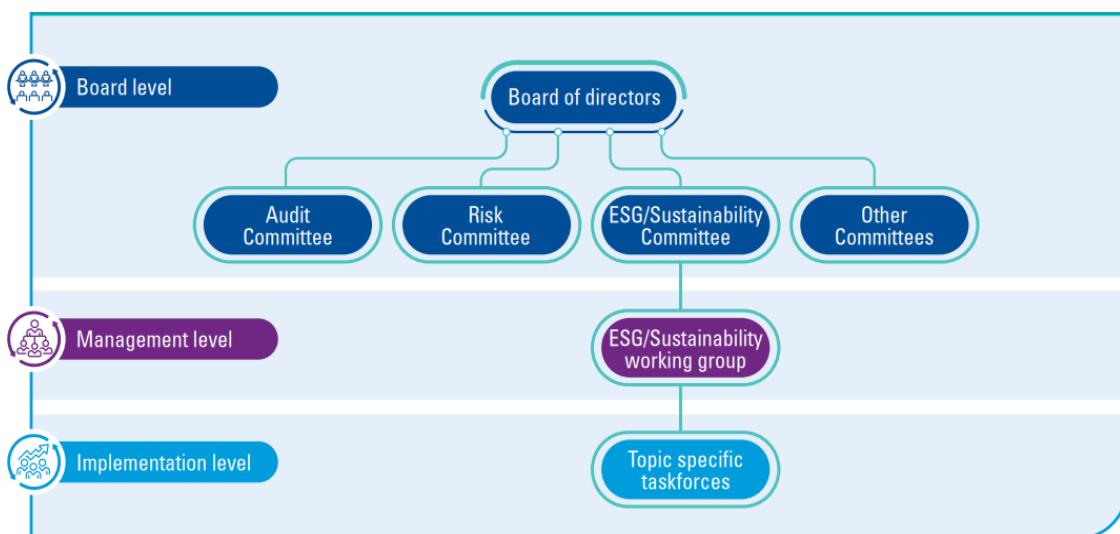 Board level
Board of directors
Audit
Committee
Risk
Committee
ESG/Sustainability
Committee
Other
Committees
Management level
ESG/Sustainability
working group
Implementation level
Topic specific
taskforces